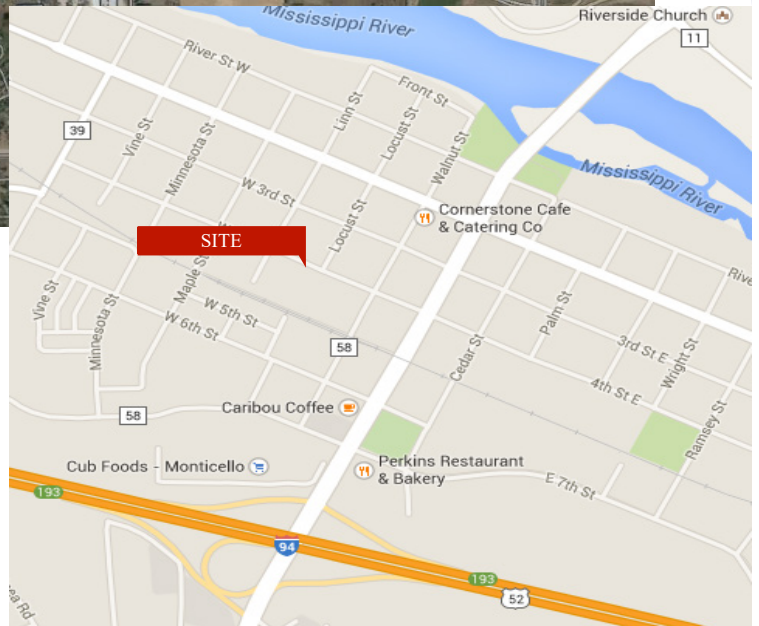 Mississippi River
Riverside Church
11
River St W
Front St
Linn St
Locust St
39
Vine St
Minnesota St
Walnut St
Mississippi River
W 3rd St
Cornerstone Cafe
& Catering Co
Locust St
SITE
Maple St
Vine St
Minnesota St
W 5th St
W 6th St
58
Cedar St
Palm St
3rd St E
Wright St
4th St E
Ramsey St
Caribou Coffee
58
Cub Foods - Monticello
Perkins Restaurant
& Bakery
E 7th St
193
94
193
52